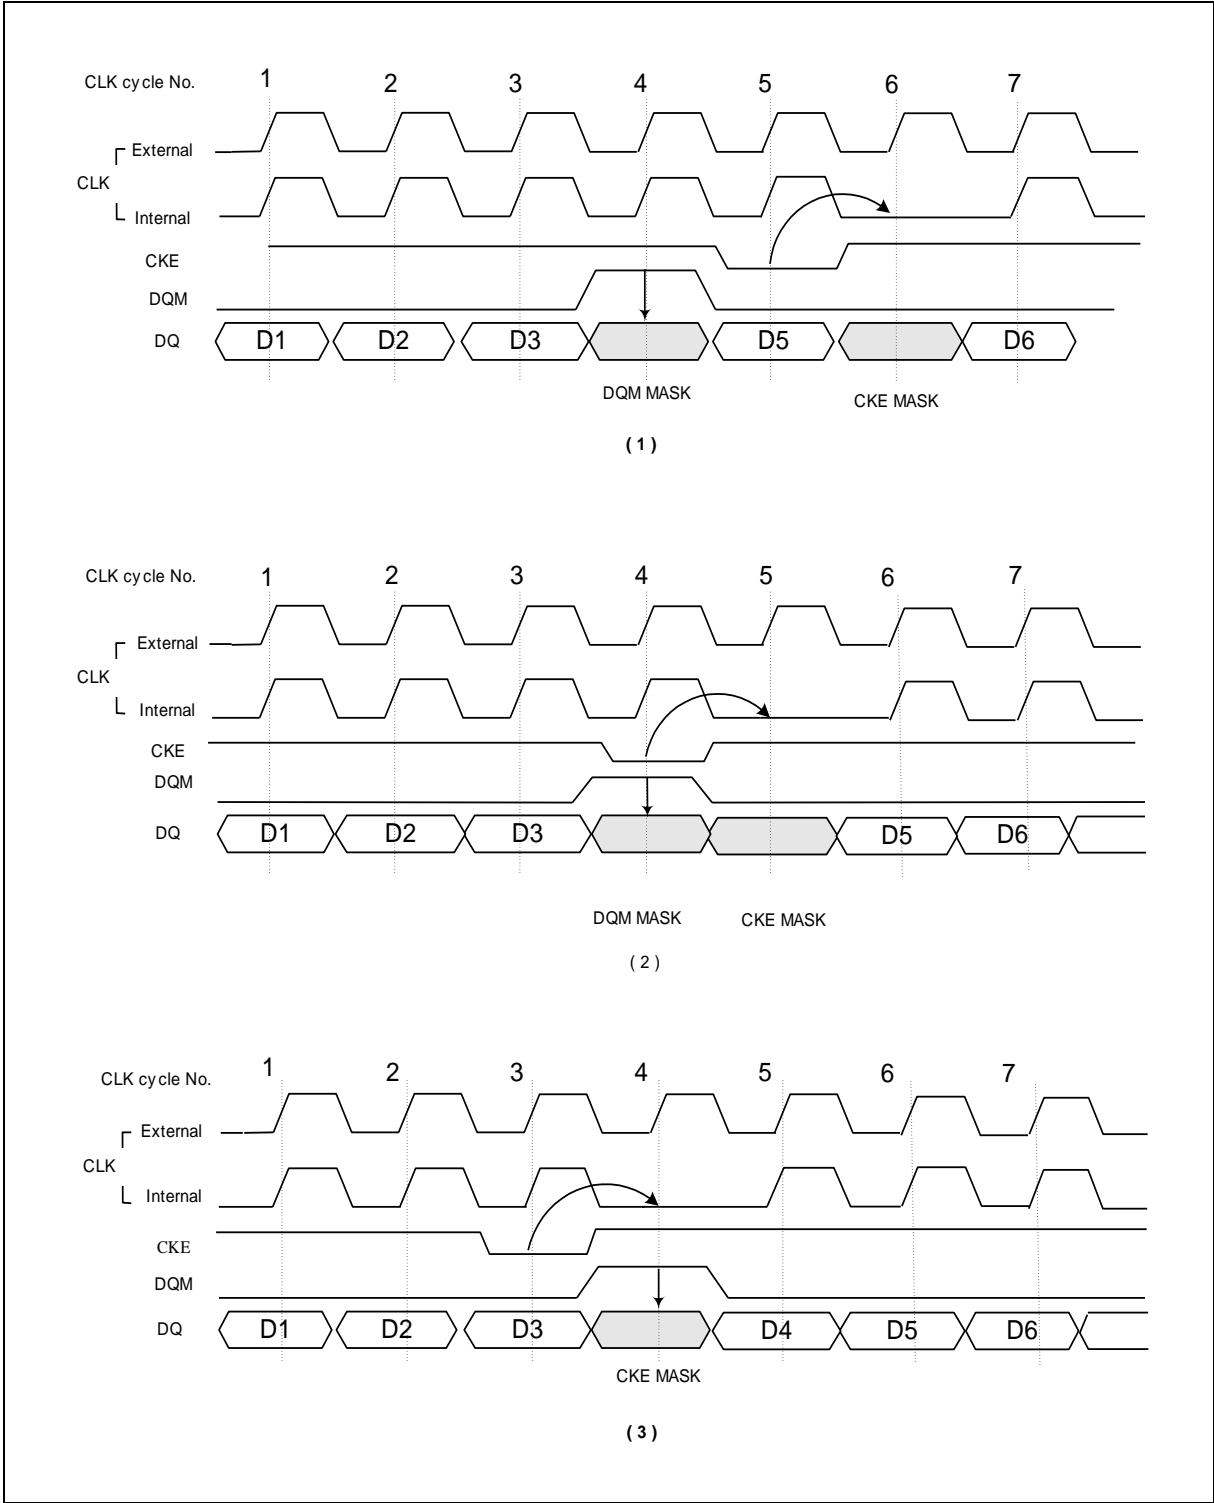 CLK cycle No. 1 2 3 4 5 6 7
External
CLK
Internal
CKE
DQM
DQ D1 D2 D3 D5 D6
DQM MASK CKE MASK
( 1 )
CLK cycle No. 1 2 3 4 5 6 7
External
CLK
Internal
CKE
DQM
DQ D1 D2 D3 D5 D6
DQM MASK CKE MASK
( 2 )
CLK cycle No. 1 2 3 4 5 6 7
External
CLK
Internal
CKE
DQM
DQ D1 D2 D3 D4 D5 D6
CKE MASK
( 3 )